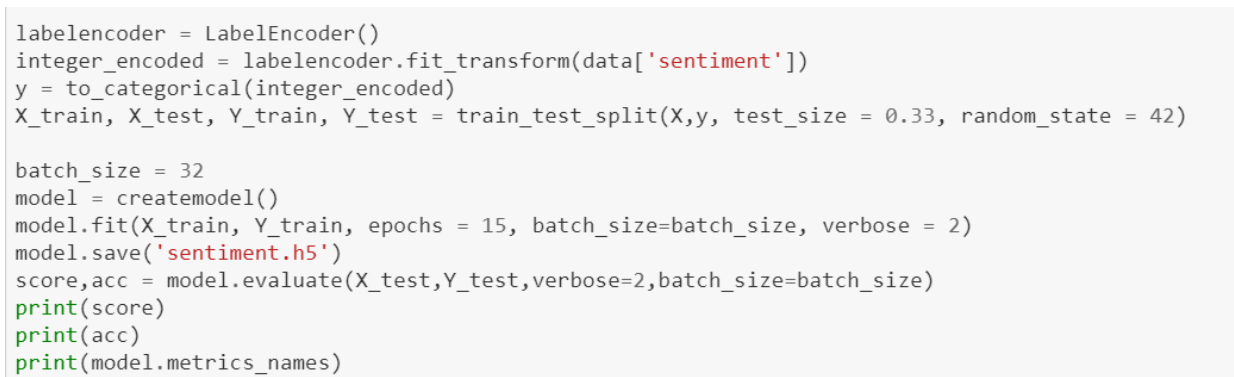 labelencoder = LabelEncoder()
integer_encoded = labelencoder.fit_transform(data['sentiment'])
y = to_categorical(integer_encoded)
X_train, X_test, Y_train, Y_test = train_test_split(X,y, test_size = 0.33, random_state = 42)
batch_size = 32
model = createmodel()
model.fit(X_train, Y_train, epochs = 15, batch_size=batch_size, verbose = 2)
model.save('sentiment.h5')
score,acc = model.evaluate(X_test,Y_test,verbose=2,batch_size=batch_size)
print(score)
print(acc)
print(model.metrics_names)